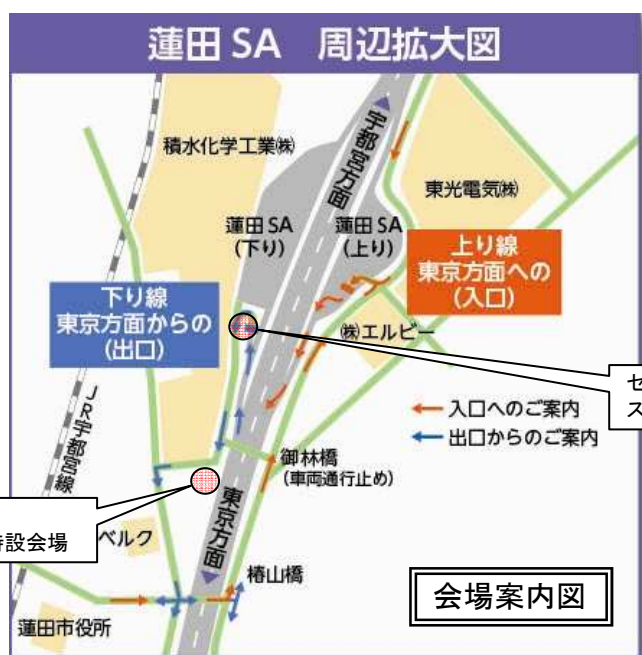 蓮田 SA 周辺拡大図
積水化学工業㈱
宇都宮方面
東光電気㈱
蓮田 SA
(下り)
蓮田 SA
(上り)
上り線
東京方面への
(入口)
下り線
東京方面からの
(出口)
㈱エルビー
セ
ス
入口へのご案内
出口からのご案内
JR宇都宮線
御林橋
(車両通行止め)
東京方面
設会場
ベルク
椿山橋
蓮田市役所
会場案内図